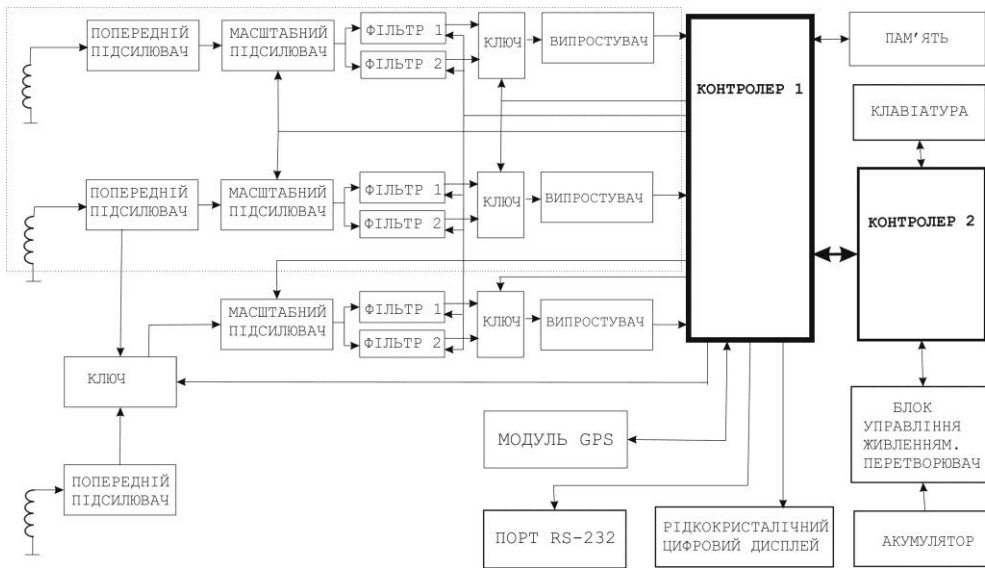 ПОПЕРЕДНІЙ
ПІДСИЛЮВАЧ
МАСШТАБНИЙ
ПІДСИЛЮВАЧ
ФІЛЬТР 1
ФІЛЬТР 2
КЛЮЧ
ВИПРОСТУВАЧ
КОНТРОЛЕР 1
ПАМ'ЯТЬ
КЛАВІАТУРА
ПОПЕРЕДНІЙ
ПІДСИЛЮВАЧ
МАСШТАБНИЙ
ПІДСИЛЮВАЧ
ФІЛЬТР 1
ФІЛЬТР 2
КЛЮЧ
ВИПРОСТУВАЧ
КОНТРОЛЕР 2
МАСШТАБНИЙ
ПІДСИЛЮВАЧ
ФІЛЬТР 1
ФІЛЬТР 2
КЛЮЧ
ВИПРОСТУВАЧ
КЛЮЧ
ПОПЕРЕДНІЙ
ПІДСИЛЮВАЧ
МОДУЛЬ GPS
БЛОК
УПРАВЛІННЯ
ЖИВЛЕННЯМ.
ПЕРЕТВОРЮВАЧ
ПОРТ RS-232
РІДКОКРИСТАЛІЧНИЙ
ЦИФРОВИЙ ДИСПЛЕЙ
АКУМУЛЯТОР